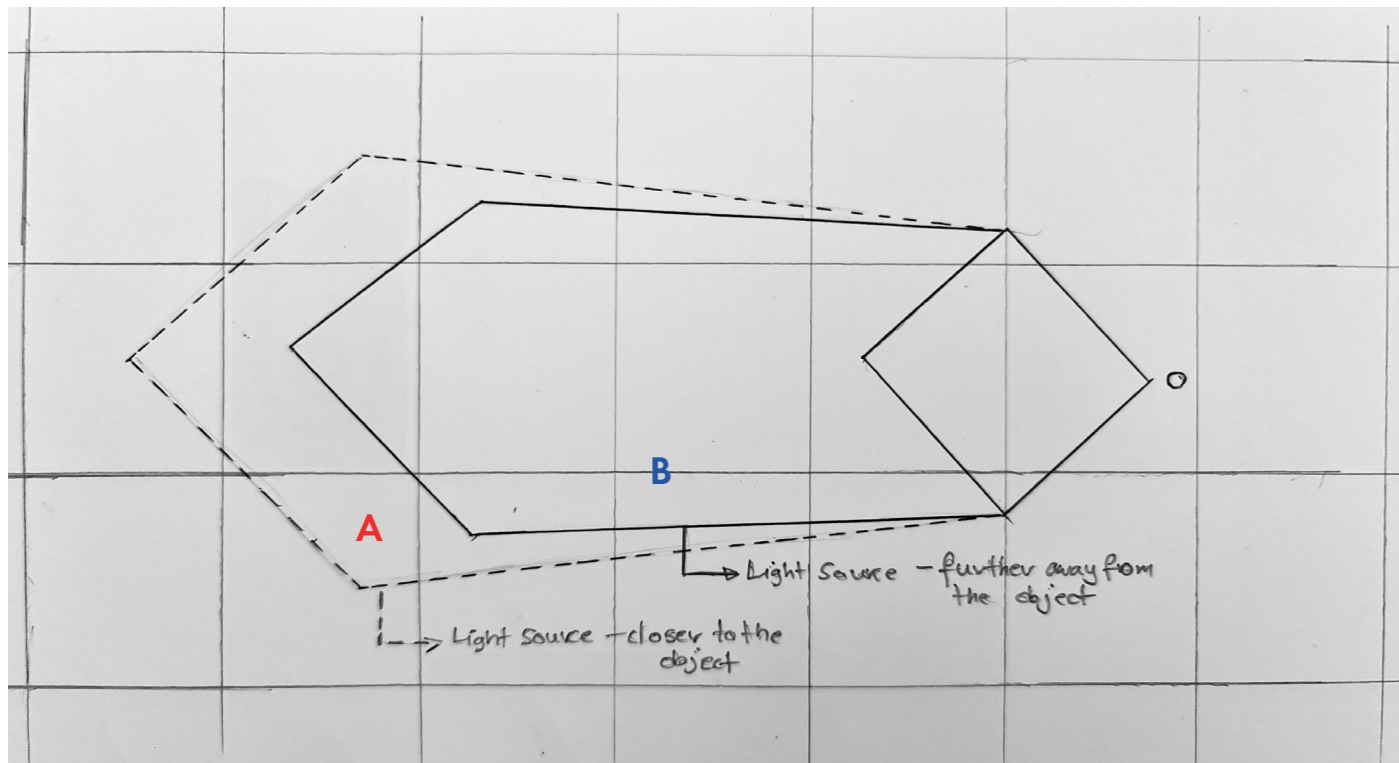 O
B
A
Light Source - further away from
the object
Light source - closer to the
object